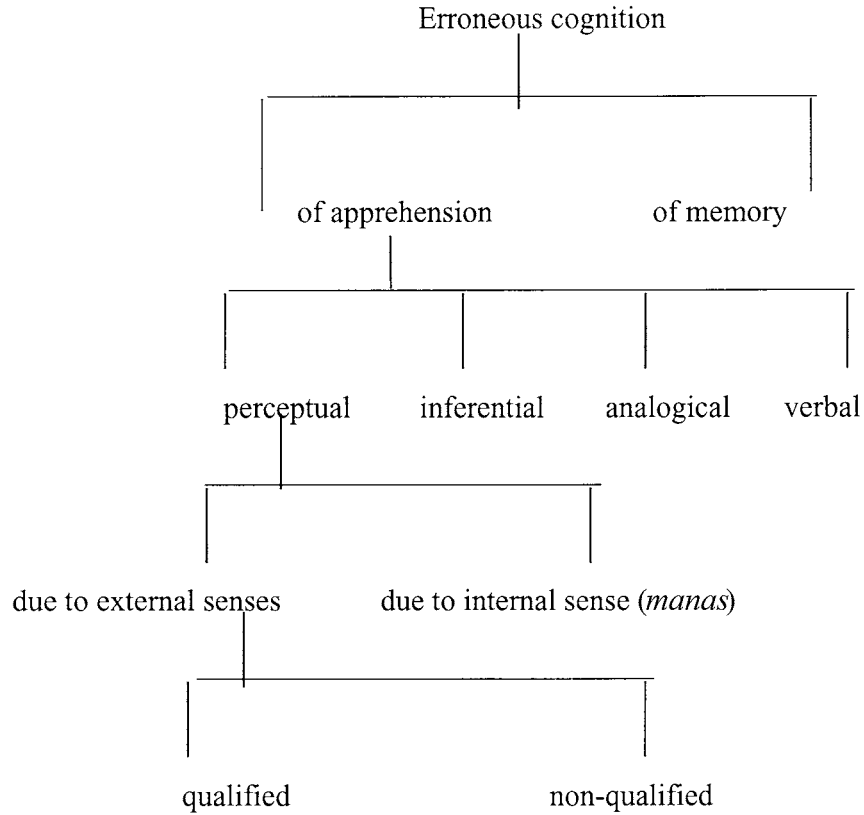 Erroneous cognition
of apprehension of memory
perceptual inferential analogical verbal
due to external senses due to internal sense (manas)
qualified non-qualified